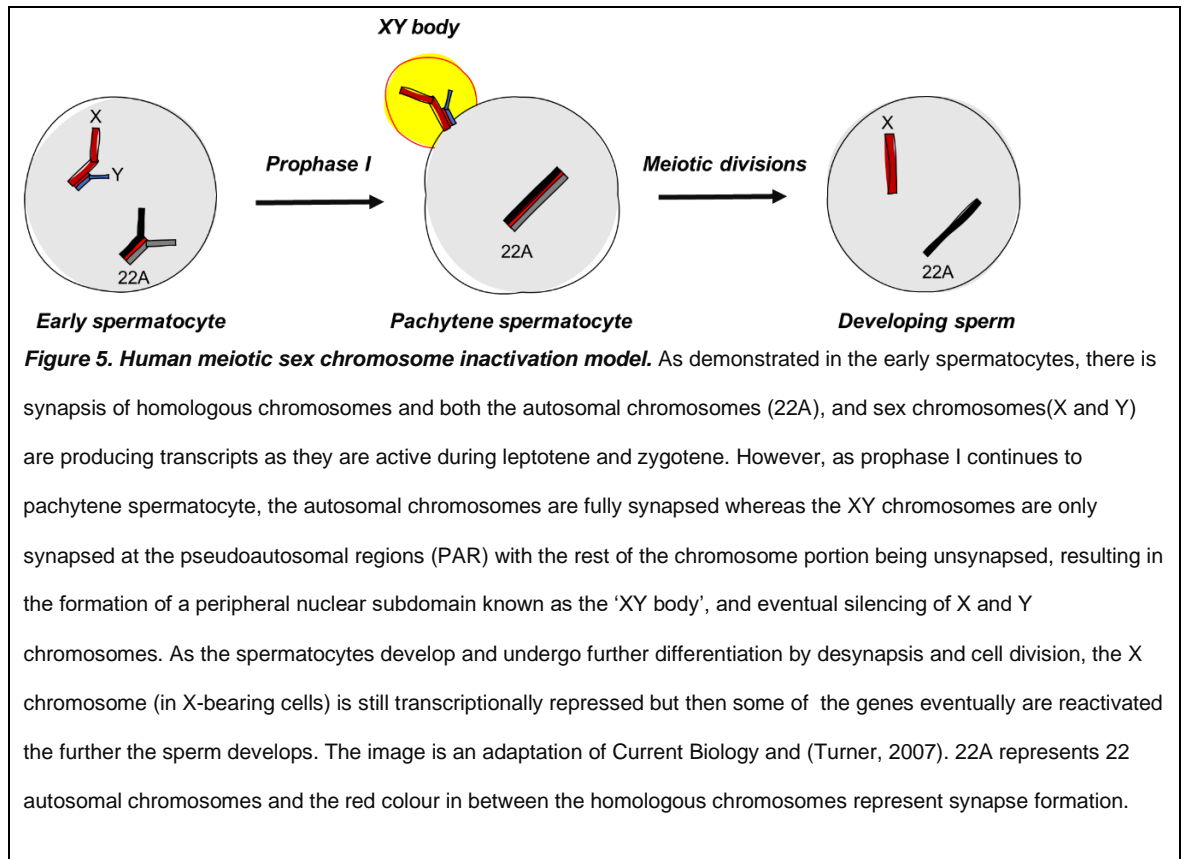 XY body
X
Y
22A
Prophase I
22A
Meiotic divisions
X
22A
Early spermatocyte
Pachytene spermatocyte
Developing sperm
Figure 5. Human meiotic sex chromosome inactivation model. As demonstrated in the early spermatocytes, there is
synapsis of homologous chromosomes and both the autosomal chromosomes (22A), and sex chromosomes(X and Y)
are producing transcripts as they are active during leptotene and zygotene. However, as prophase I continues to
pachytene spermatocyte, the autosomal chromosomes are fully synapsed whereas the XY chromosomes are only
synapsed at the pseudoautosomal regions (PAR) with the rest of the chromosome portion being unsynapsed, resulting in
the formation of a peripheral nuclear subdomain known as the ‘XY body’, and eventual silencing of X and Y
chromosomes. As the spermatocytes develop and undergo further differentiation by desynapsis and cell division, the X
chromosome (in X-bearing cells) is still transcriptionally repressed but then some of the genes eventually are reactivated
the further the sperm develops. The image is an adaptation of Current Biology and (Turner, 2007). 22A represents 22
autosomal chromosomes and the red colour in between the homologous chromosomes represent synapse formation.